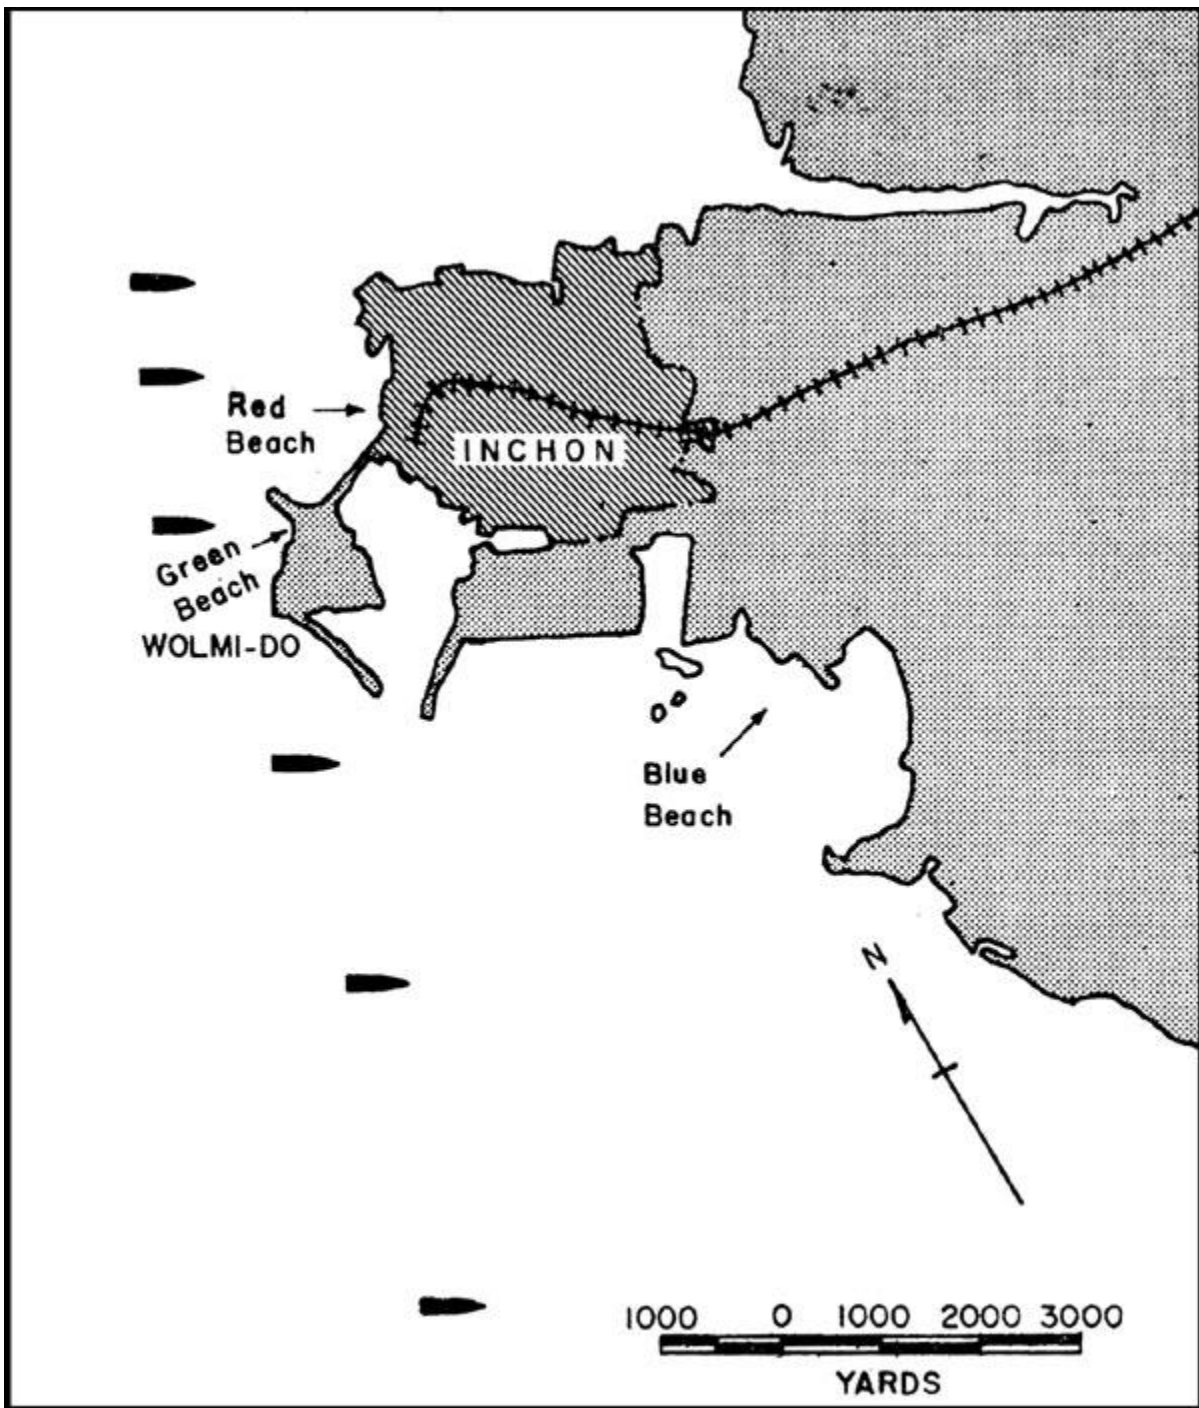 Red
Beach
INCHON
Green
Beach
WOLMI-DO
Blue
Beach
N
1000 0 1000 2000 3000
YARDS